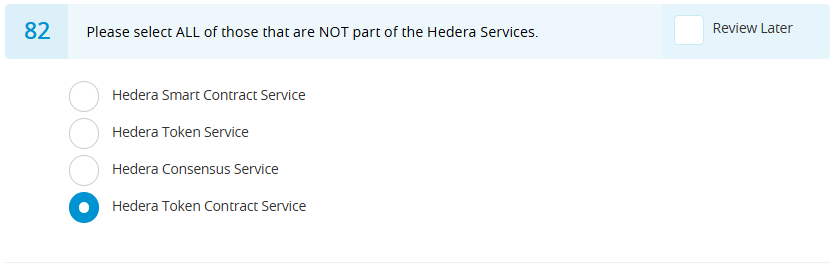 82 Please select ALL of those that are NOT part of the Hedera Services. Review Later
Hedera Smart Contract Service
Hedera Token Service
Hedera Consensus Service
Hedera Token Contract Service